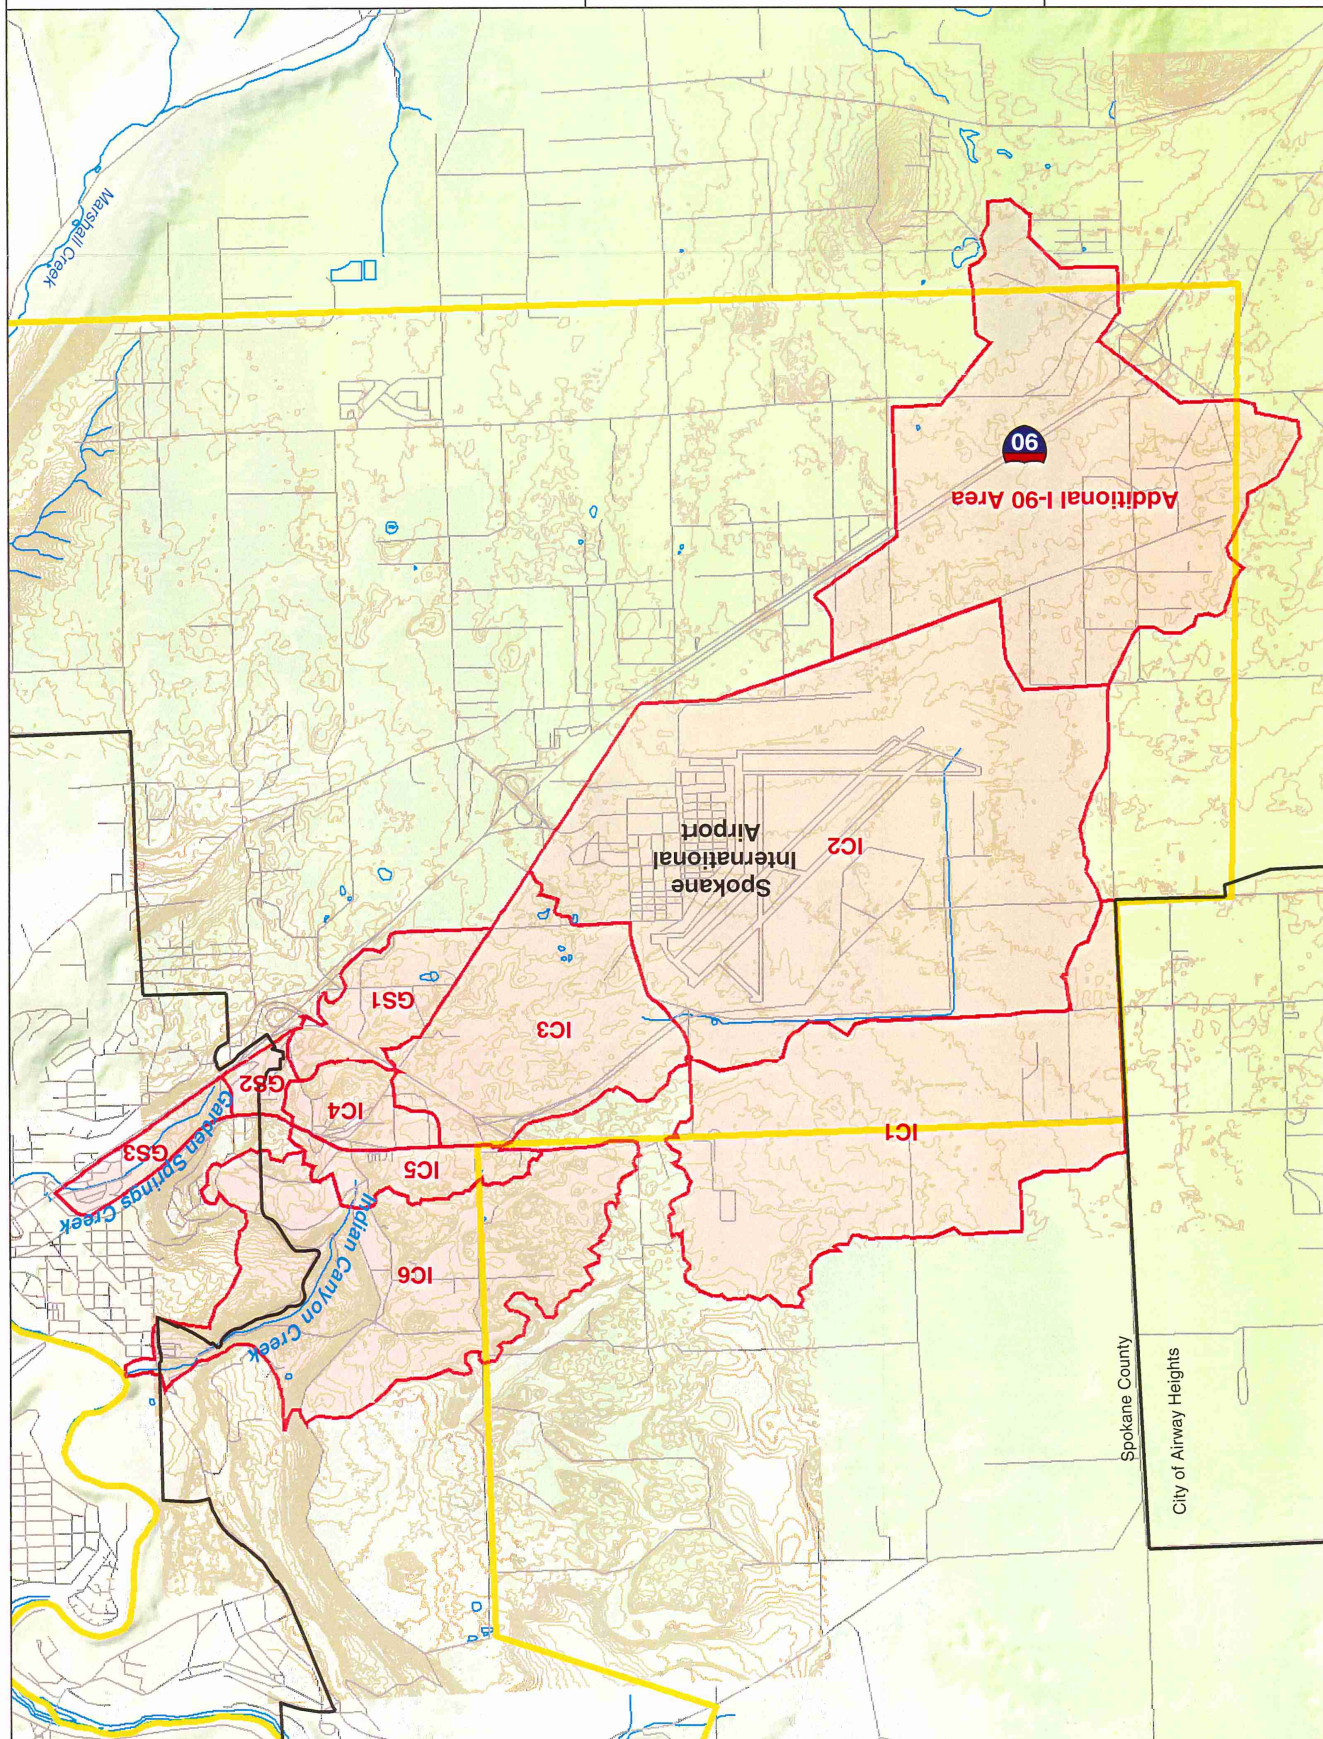 Marshall Creek
90
Additional I-90 Area
Spokane
International
Airport
IC2
GS1
IC3
GS2
IC4
GS3
Garden Springs Creek
IC5
IC1
Indian Canyon Creek
IC6
Spokane County
City of Airway Heights